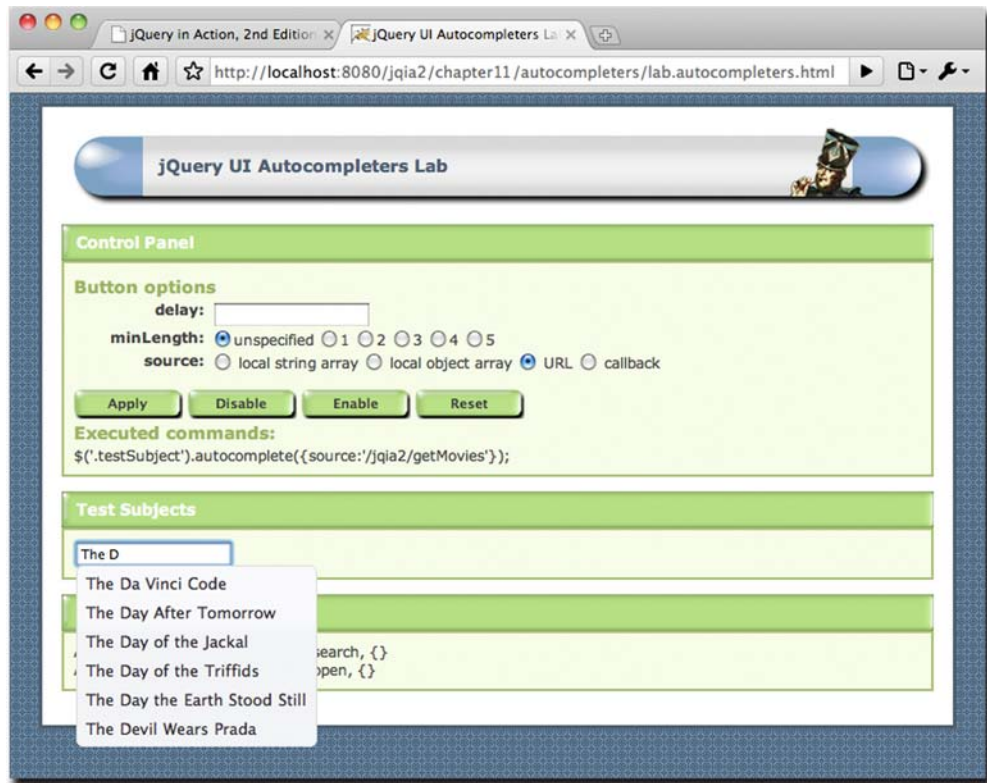 jQuery in Action, 2nd Edition
jQuery UI Autocompleters La
http://localhost:8080/jqia2/chapter11/autocompleters/lab.autocompleters.html
jQuery UI Autocompleters Lab
Control Panel
Button options
delay:
minLength: unspecified 1 2 3 4 5
source: local string array local object array URL callback
Apply Disable Enable Reset
Executed commands:
$('.testSubject').autocomplete({source:'/jqia2/getMovies'});
Test Subjects
The D
The Da Vinci Code
The Day After Tomorrow
The Day of the Jackal
search, {}
The Day of the Triffids
open, {}
The Day the Earth Stood Still
The Devil Wears Prada